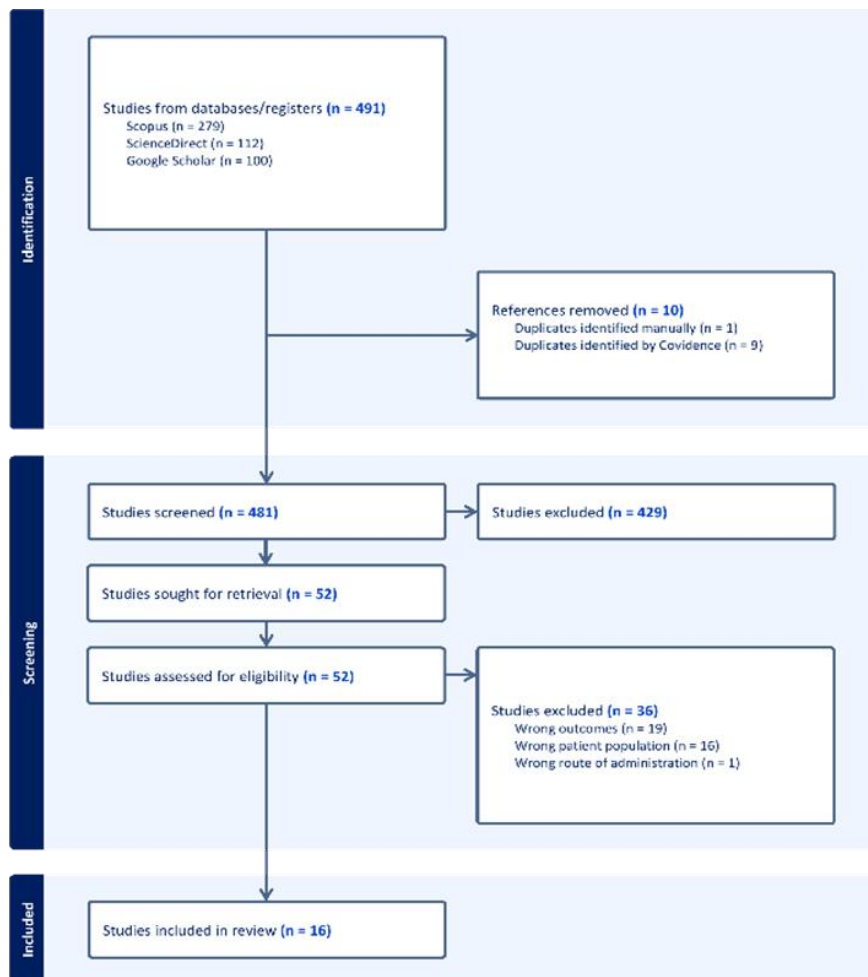 Identification
Studies from databases/registers (n = 491)
Scopus (n = 279)
ScienceDirect (n = 112)
Google Scholar (n = 100)
References removed (n = 10)
Duplicates identified manually (n = 1)
Duplicates identified by Covidence (n = 9)
Screening
Studies screened (n = 481)
Studies excluded (n = 429)
Studies sought for retrieval (n = 52)
Studies assessed for eligibility (n = 52)
Studies excluded (n = 36)
Wrong outcomes (n = 19)
Wrong patient population (n = 16)
Wrong route of administration (n = 1)
Included
Studies included in review (n = 16)